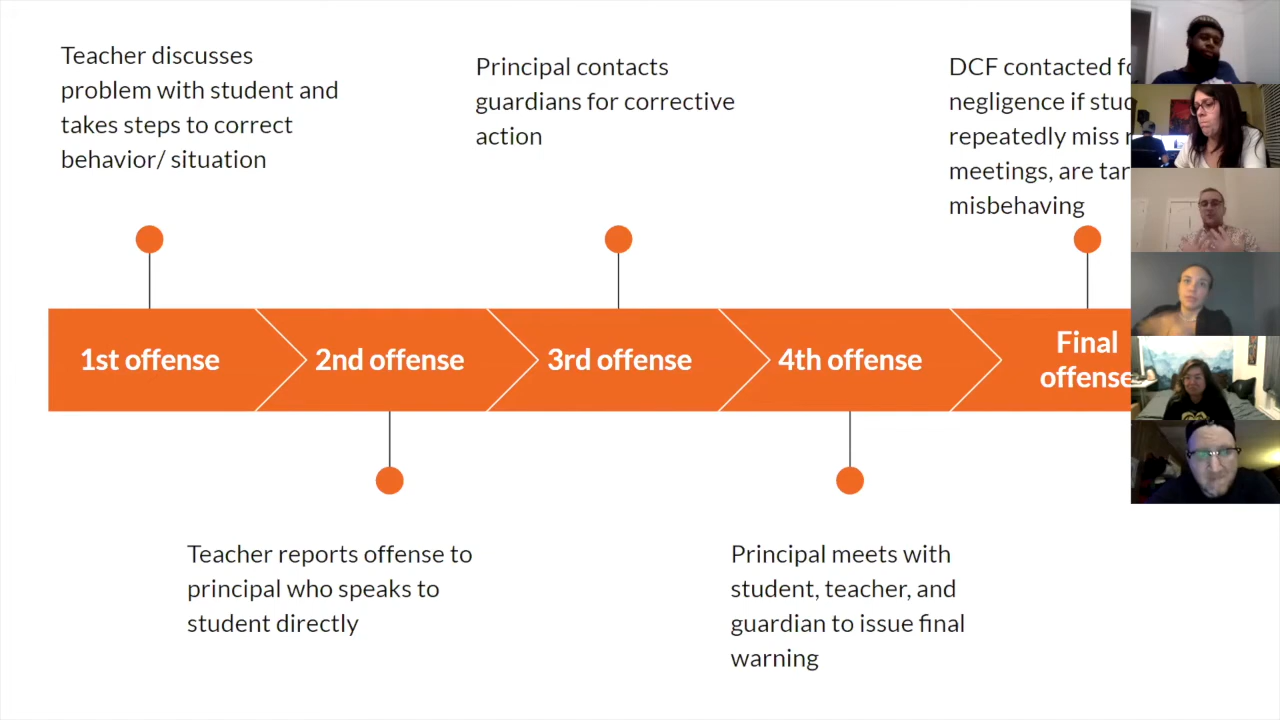 Teacher discusses
problem with student and
takes steps to correct
behavior/ situation
Principal contacts
guardians for corrective
action
DCF contacted
negligence if
repeatedly miss
meetings, are
misbehaving
1st offense
2nd offense
3rd offense
4th offense
Final
offense
Teacher reports offense to
principal who speaks to
student directly
Principal meets with
student, teacher, and
guardian to issue final
warning